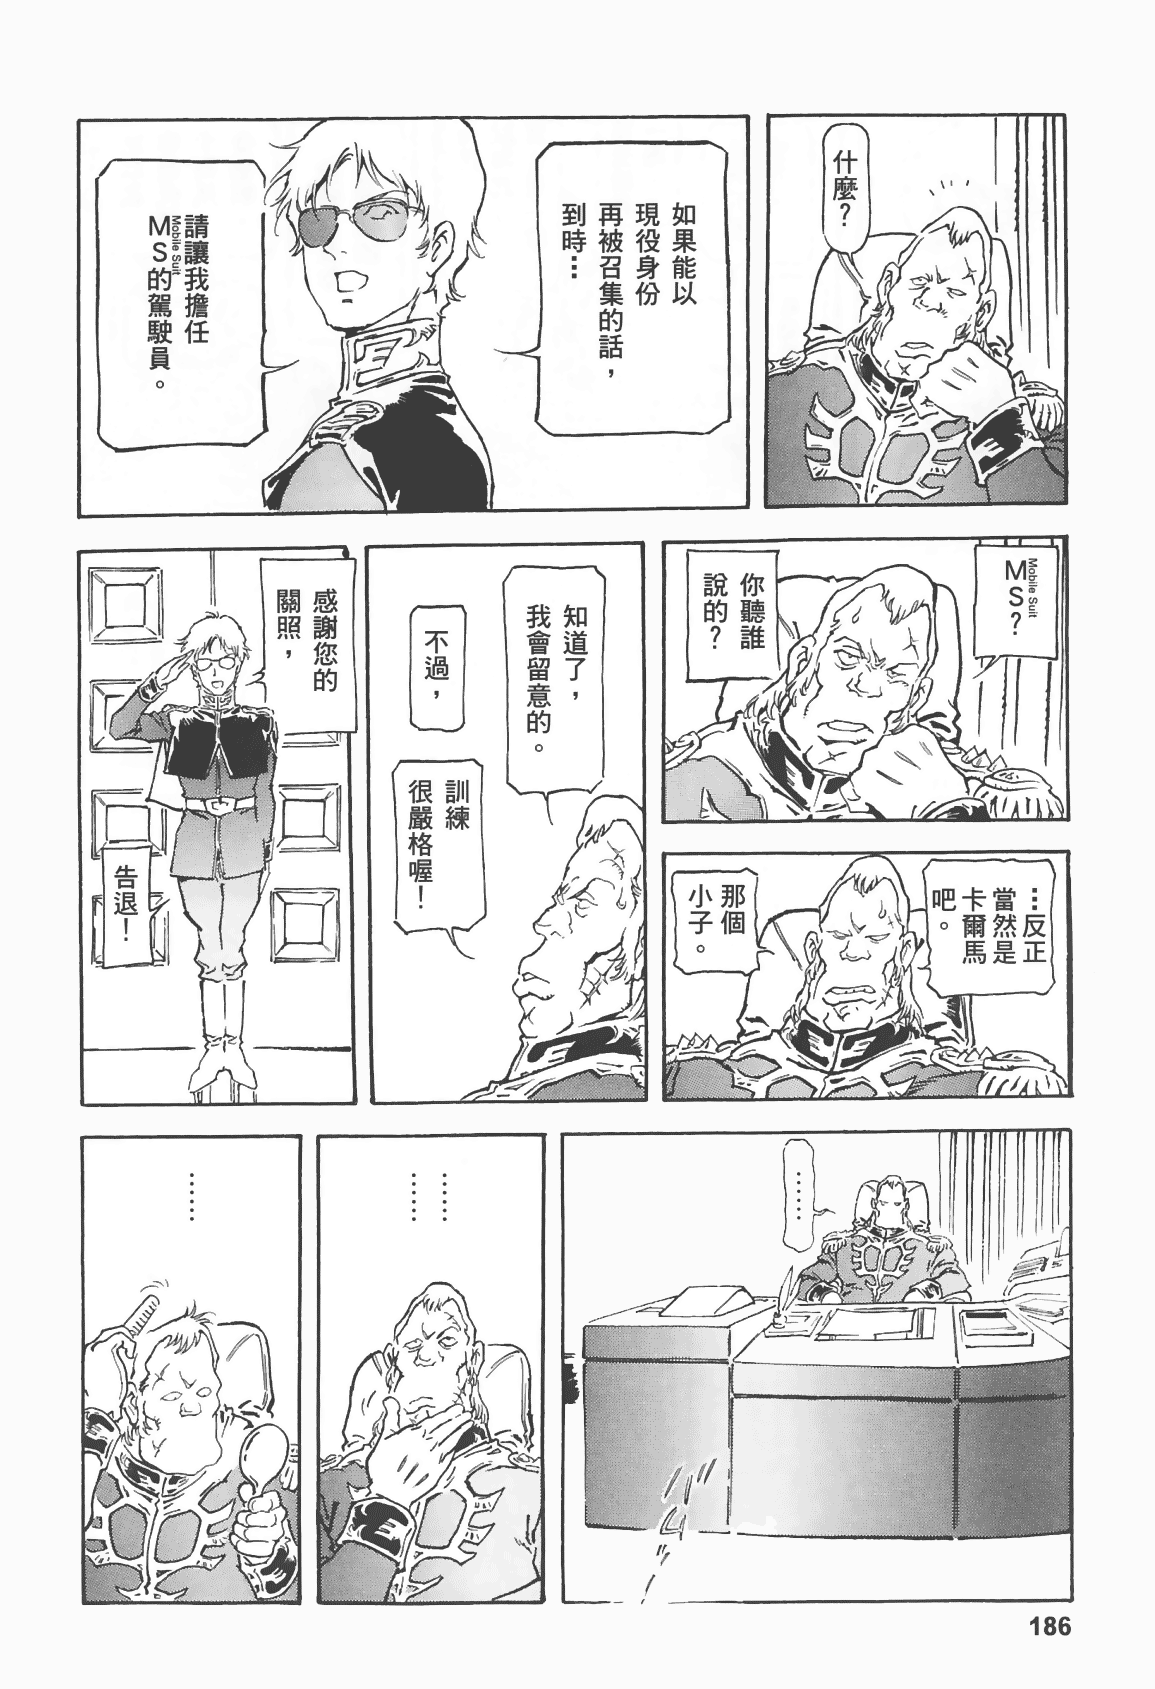 什麼？
如果能以
現役身份
再被召集的話，
到時…
請讓我擔任
MS的駕駛員。
Mobile Suit
MS？
Mobile Suit
你聽誰
說的？
…反正
當然是
卡爾馬
吧。
那個
小子。
知道了，
我會留意的。
不過，
訓練
很嚴格喔！
感謝您的
關照，
告退！
………
……
……
……
186